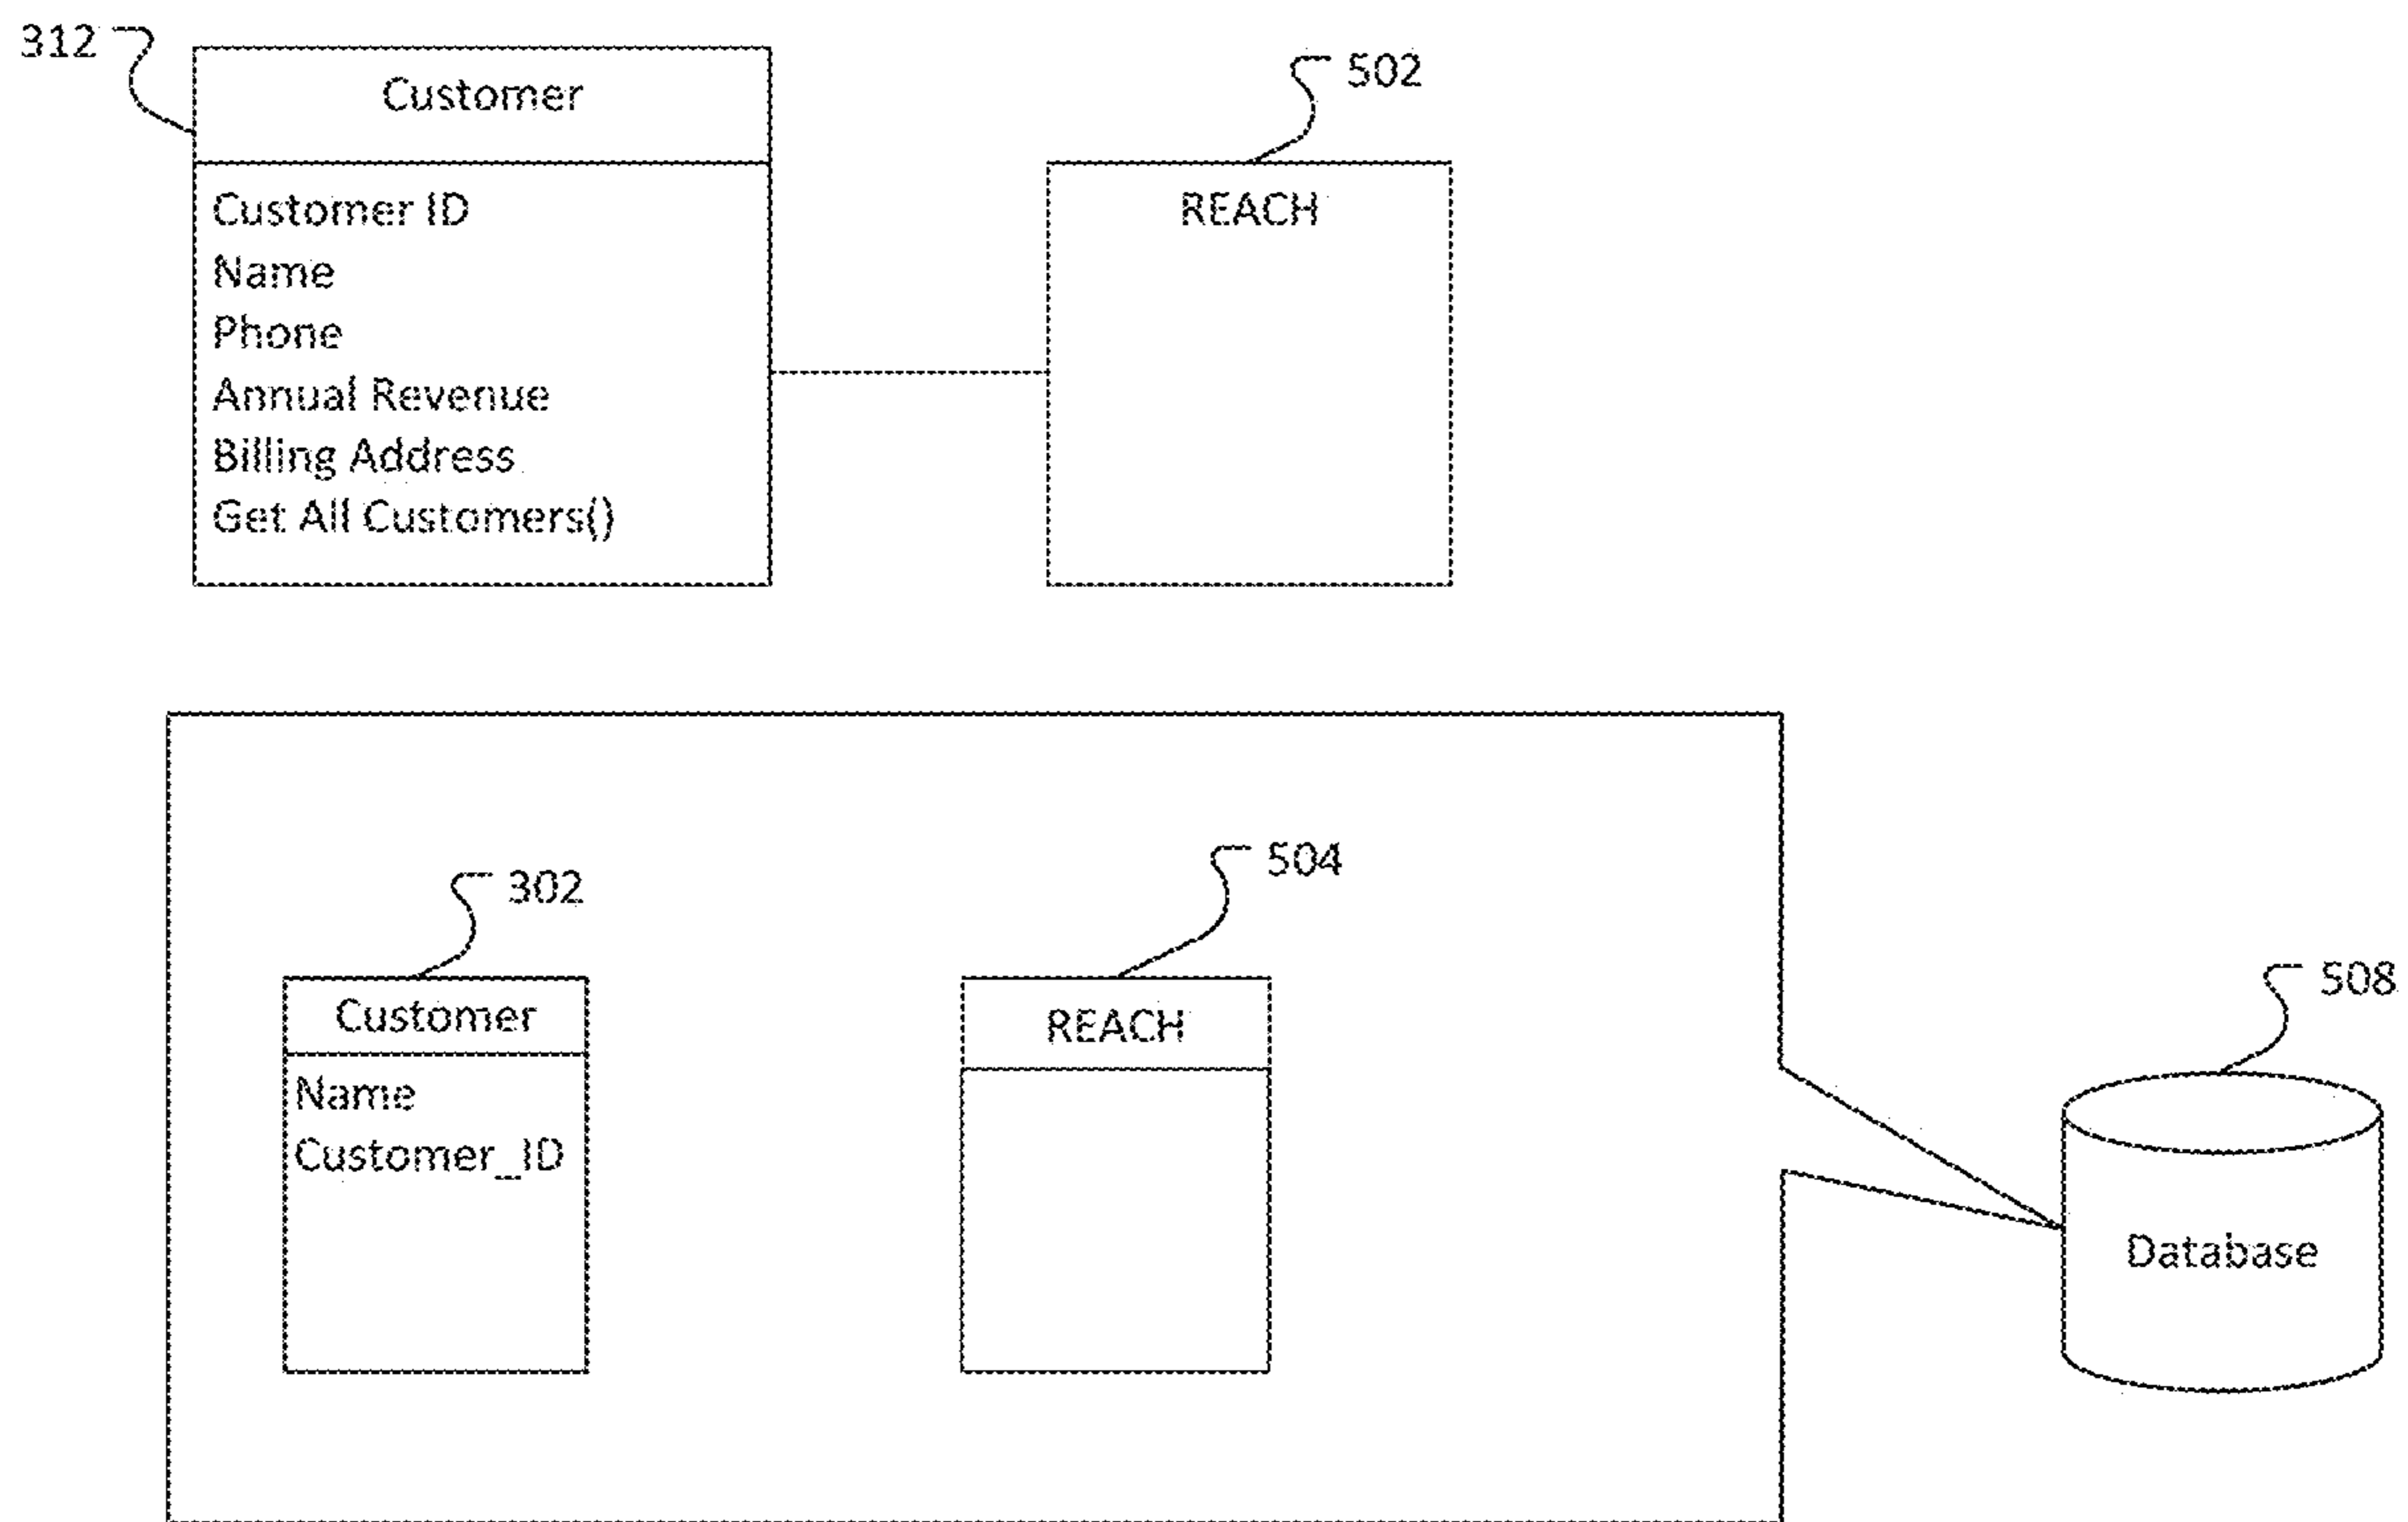 312
Customer
Customer ID
Name
Phone
Annual Revenue
Billing Address
Get All Customers()
502
REACH
302
Customer
Name
Customer_ID
504
REACH
508
Database